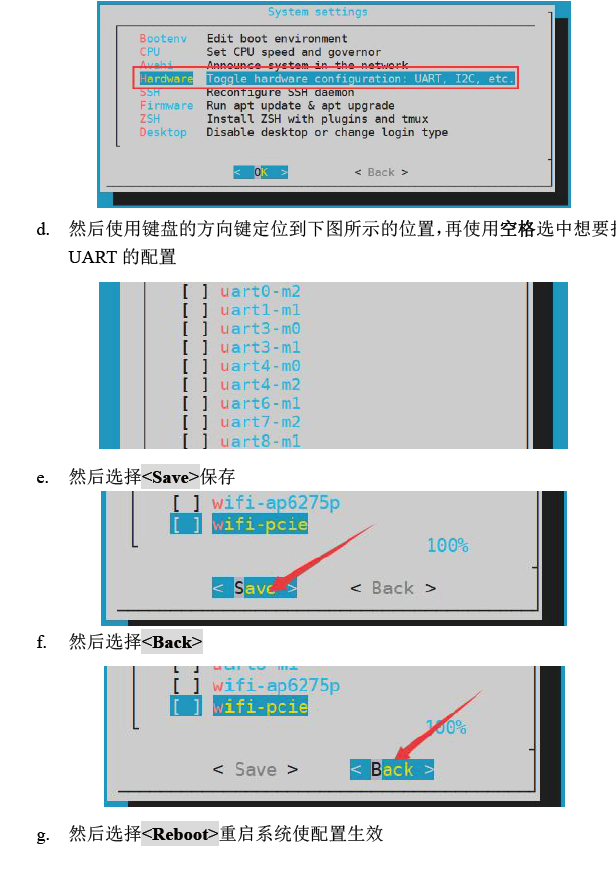 System settings
Bootenv Edit boot environment
CPU Set CPU speed and governor
Avahi Announce system in the network
Hardware Toggle hardware configuration: UART, I2C, etc.
SSH Reconfigure SSH daemon
Firmware Run apt update & apt upgrade
ZSH Install ZSH with plugins and tmux
Desktop Disable desktop or change login type
< OK > < Back >
d. 然后使用键盘的方向键定位到下图所示的位置，再使用空格选中想要
UART 的配置
[ ] uart0-m2
[ ] uart1-m1
[ ] uart3-m0
[ ] uart3-m1
[ ] uart4-m0
[ ] uart4-m2
[ ] uart6-m1
[ ] uart7-m2
[ ] uart8-m1
e. 然后选择<Save>保存
[ ] wifi-ap6275p
[ ] wifi-pcie
100%
< Save > < Back >
f. 然后选择<Back>
[ ] uart8-m1
[ ] wifi-ap6275p
[ ] wifi-pcie
100%
< Save > < Back >
g. 然后选择<Reboot>重启系统使配置生效